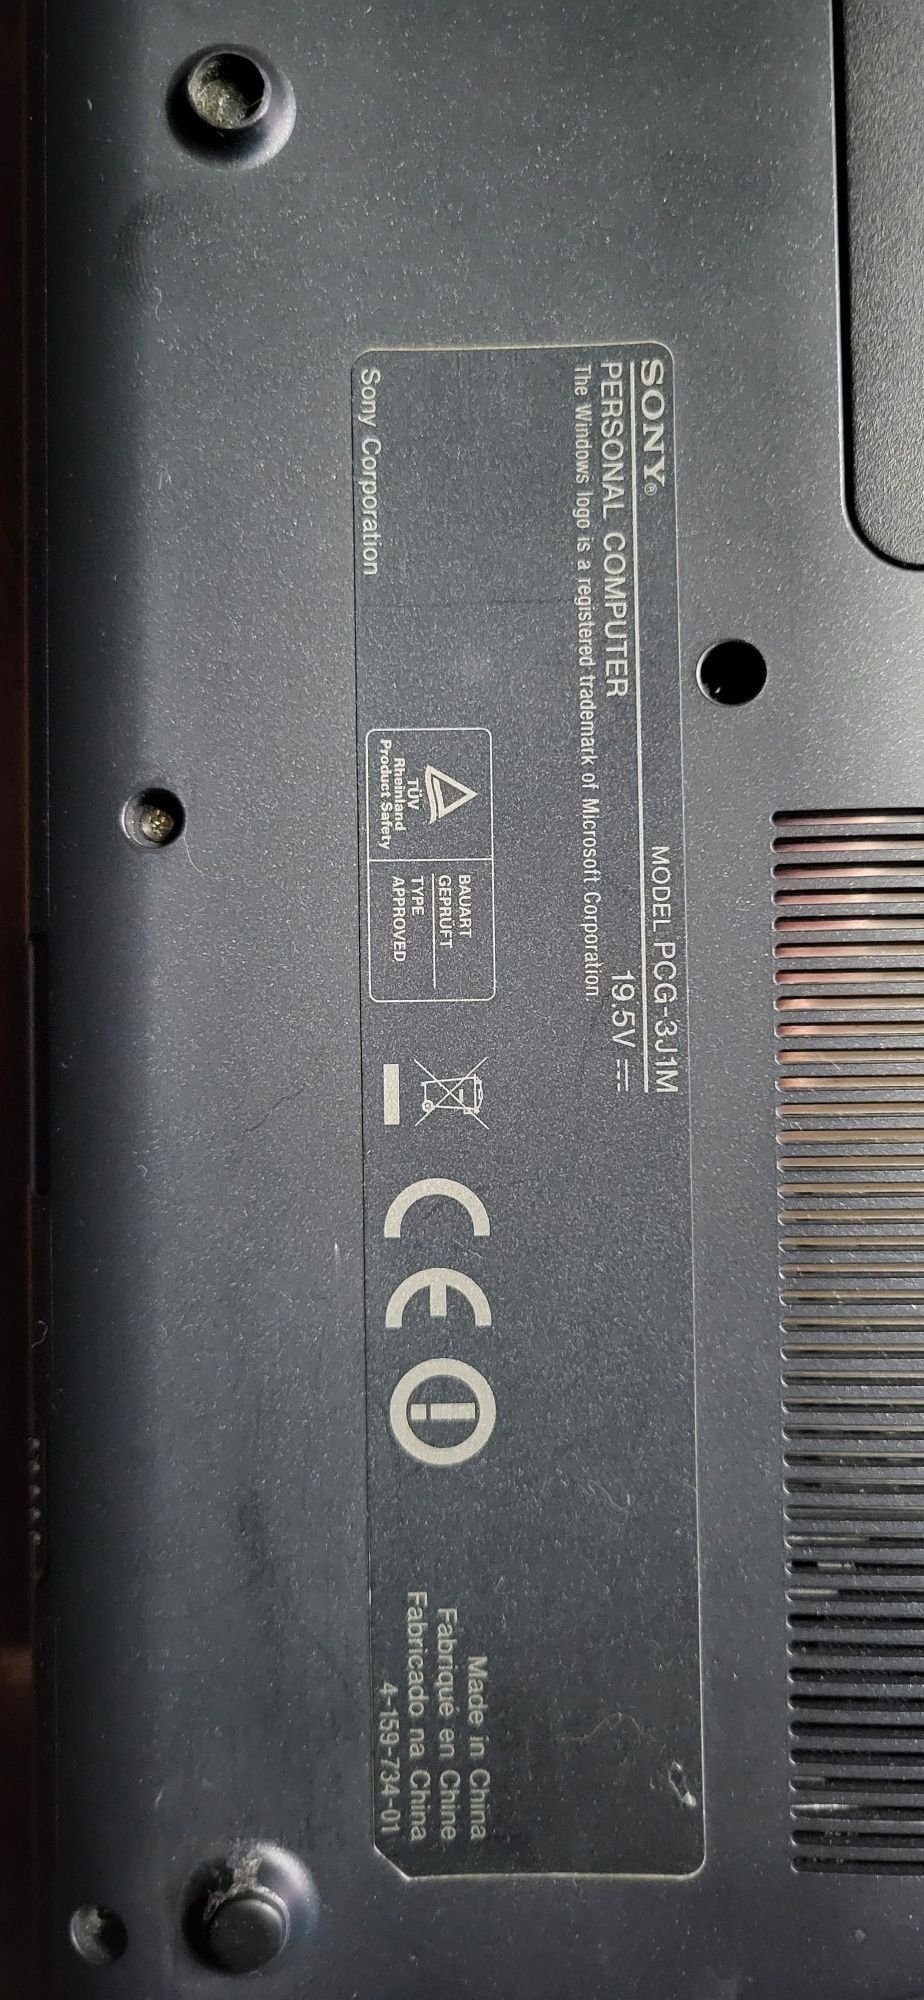 SONY®
MODEL PCG-3J1M
PERSONAL COMPUTER
19.5V
The Windows logo is a registered trademark of Microsoft Corporation.
TÜV
Rheinland
Product Safety
BAUART
GEPRÜFT
TYPE
APPROVED
CE
Made in China
Fabriqué en Chine
Fabricado na China
4-159-734-01
Sony Corporation